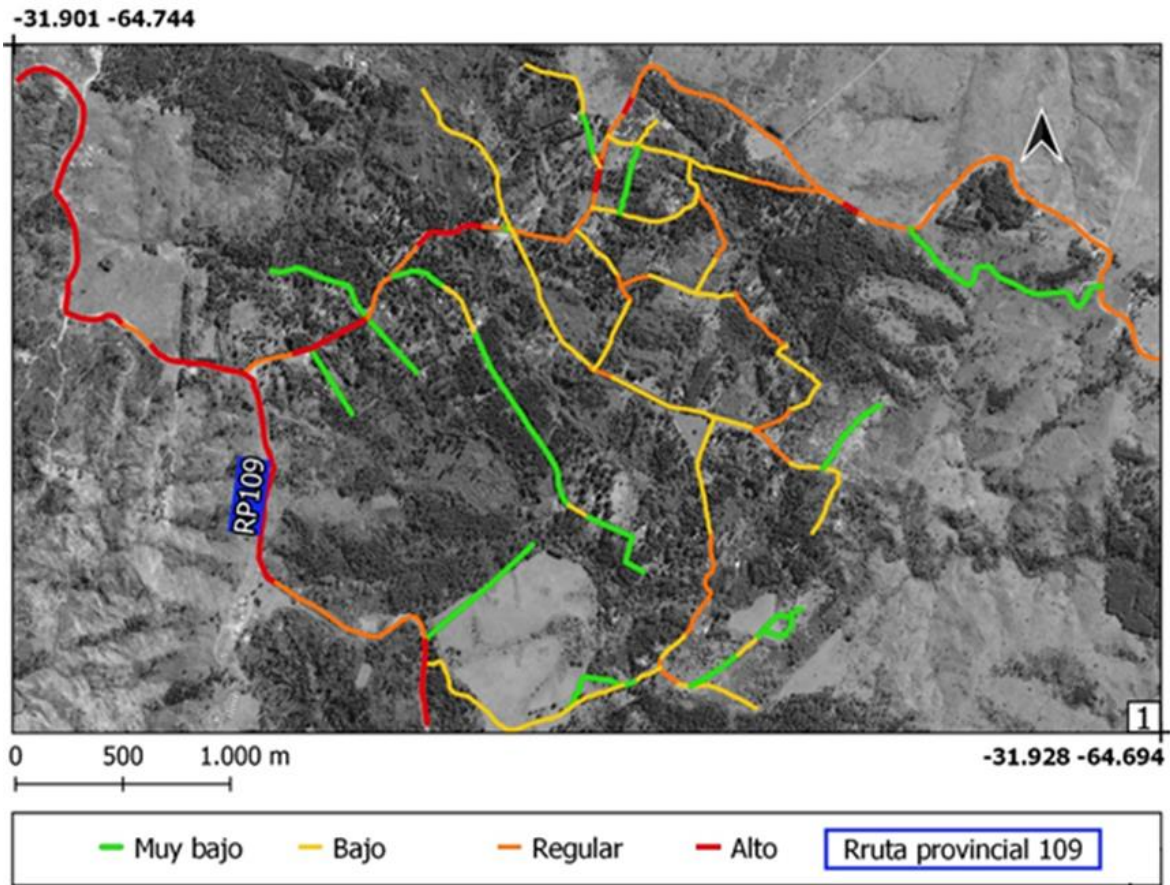 -31.901 -64.744
RP109
1
0 500 1.000 m
-31.928 -64.694
Muy bajo Bajo Regular Alto Rruta provincial 109